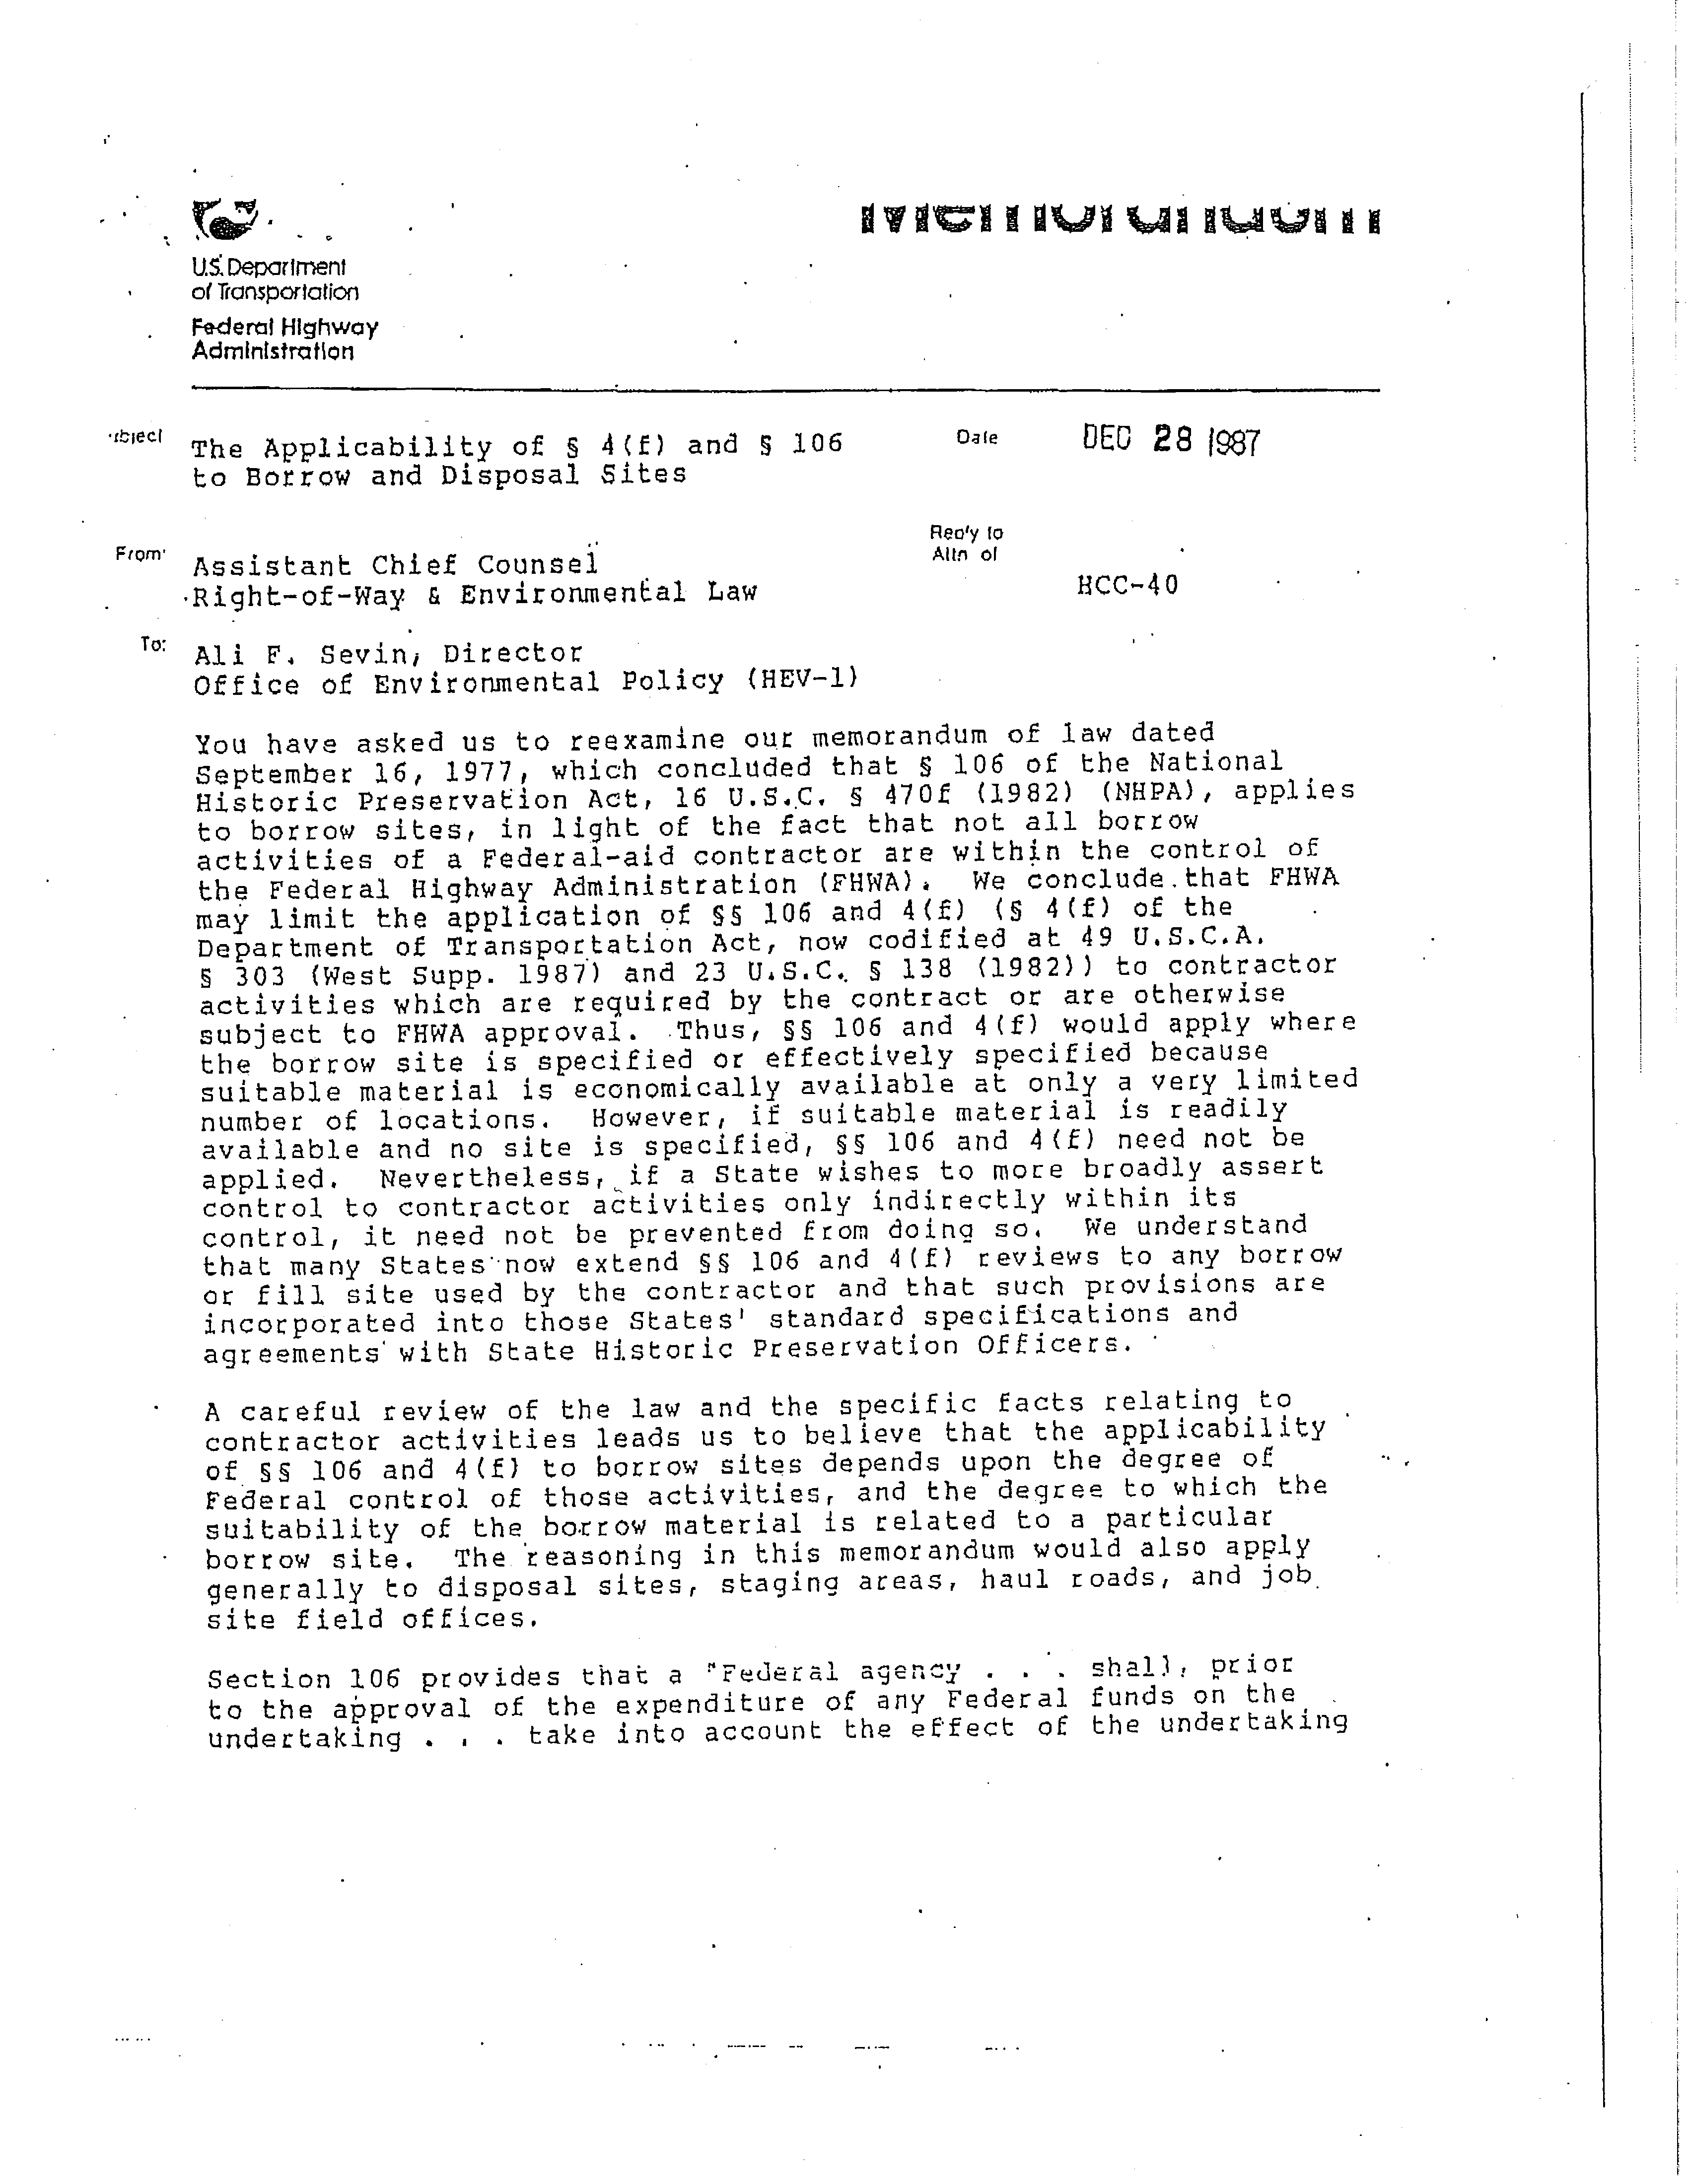 Memorandum
U.S. Department
of Transportation
Federal Highway
Administration
The Applicability of § 4(f) and § 106
to Borrow and Disposal Sites
Date
DEC 28 1987
From
Assistant Chief Counsel
Right-of-Way & Environmental Law
Reply to
Attn of
HCC-40
To:
Ali F. Sevin, Director
Office of Environmental Policy (HEV-1)
You have asked us to reexamine our memorandum of law dated
September 16, 1977, which concluded that § 106 of the National
Historic Preservation Act, 16 U.S.C. § 470f (1982) (NHPA), applies
to borrow sites, in light of the fact that not all borrow
activities of a Federal-aid contractor are within the control of
the Federal Highway Administration (FHWA). We conclude that FHWA
may limit the application of §§ 106 and 4(f) (§ 4(f) of the
Department of Transportation Act, now codified at 49 U.S.C.A.
§ 303 (West Supp. 1987) and 23 U.S.C. § 138 (1982)) to contractor
activities which are required by the contract or are otherwise
subject to FHWA approval. Thus, §§ 106 and 4(f) would apply where
the borrow site is specified or effectively specified because
suitable material is economically available at only a very limited
number of locations. However, if suitable material is readily
available and no site is specified, §§ 106 and 4(f) need not be
applied. Nevertheless, if a State wishes to more broadly assert
control to contractor activities only indirectly within its
control, it need not be prevented from doing so. We understand
that many States now extend §§ 106 and 4(f) reviews to any borrow
or fill site used by the contractor and that such provisions are
incorporated into those States' standard specifications and
agreements with State Historic Preservation Officers.
A careful review of the law and the specific facts relating to
contractor activities leads us to believe that the applicability
of §§ 106 and 4(f) to borrow sites depends upon the degree of
Federal control of those activities, and the degree to which the
suitability of the borrow material is related to a particular
borrow site. The reasoning in this memorandum would also apply
generally to disposal sites, staging areas, haul roads, and job
site field offices.
Section 106 provides that a "Federal agency . . . shall, prior
to the approval of the expenditure of any Federal funds on the
undertaking . . . take into account the effect of the undertaking